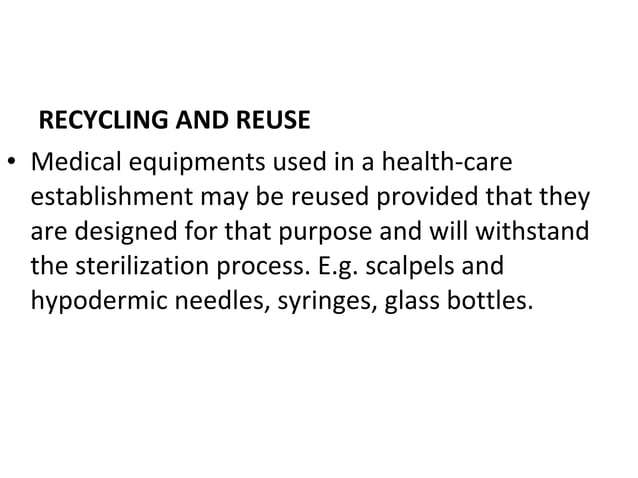 RECYCLING AND REUSE
• Medical equipments used in a health-care
establishment may be reused provided that they
are designed for that purpose and will withstand
the sterilization process. E.g. scalpels and
hypodermic needles, syringes, glass bottles.